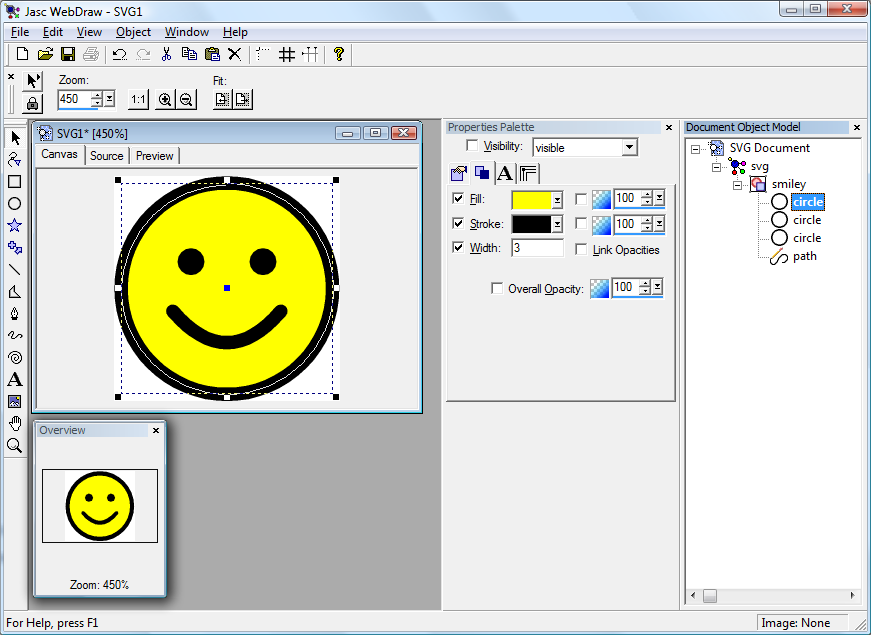 Jasc WebDraw - SVG1
File Edit View Object Window Help
Zoom:
450
1:1
Fit:
SVG1* [450%]
Canvas Source Preview
Overview
Zoom: 450%
Properties Palette
Visibility: visible
A
Fill: 100
Stroke: 100
Width: 3 Link Opacities
Overall Opacity: 100
Document Object Model
SVG Document
svg
smiley
circle
circle
circle
path
A
For Help, press F1
Image: None